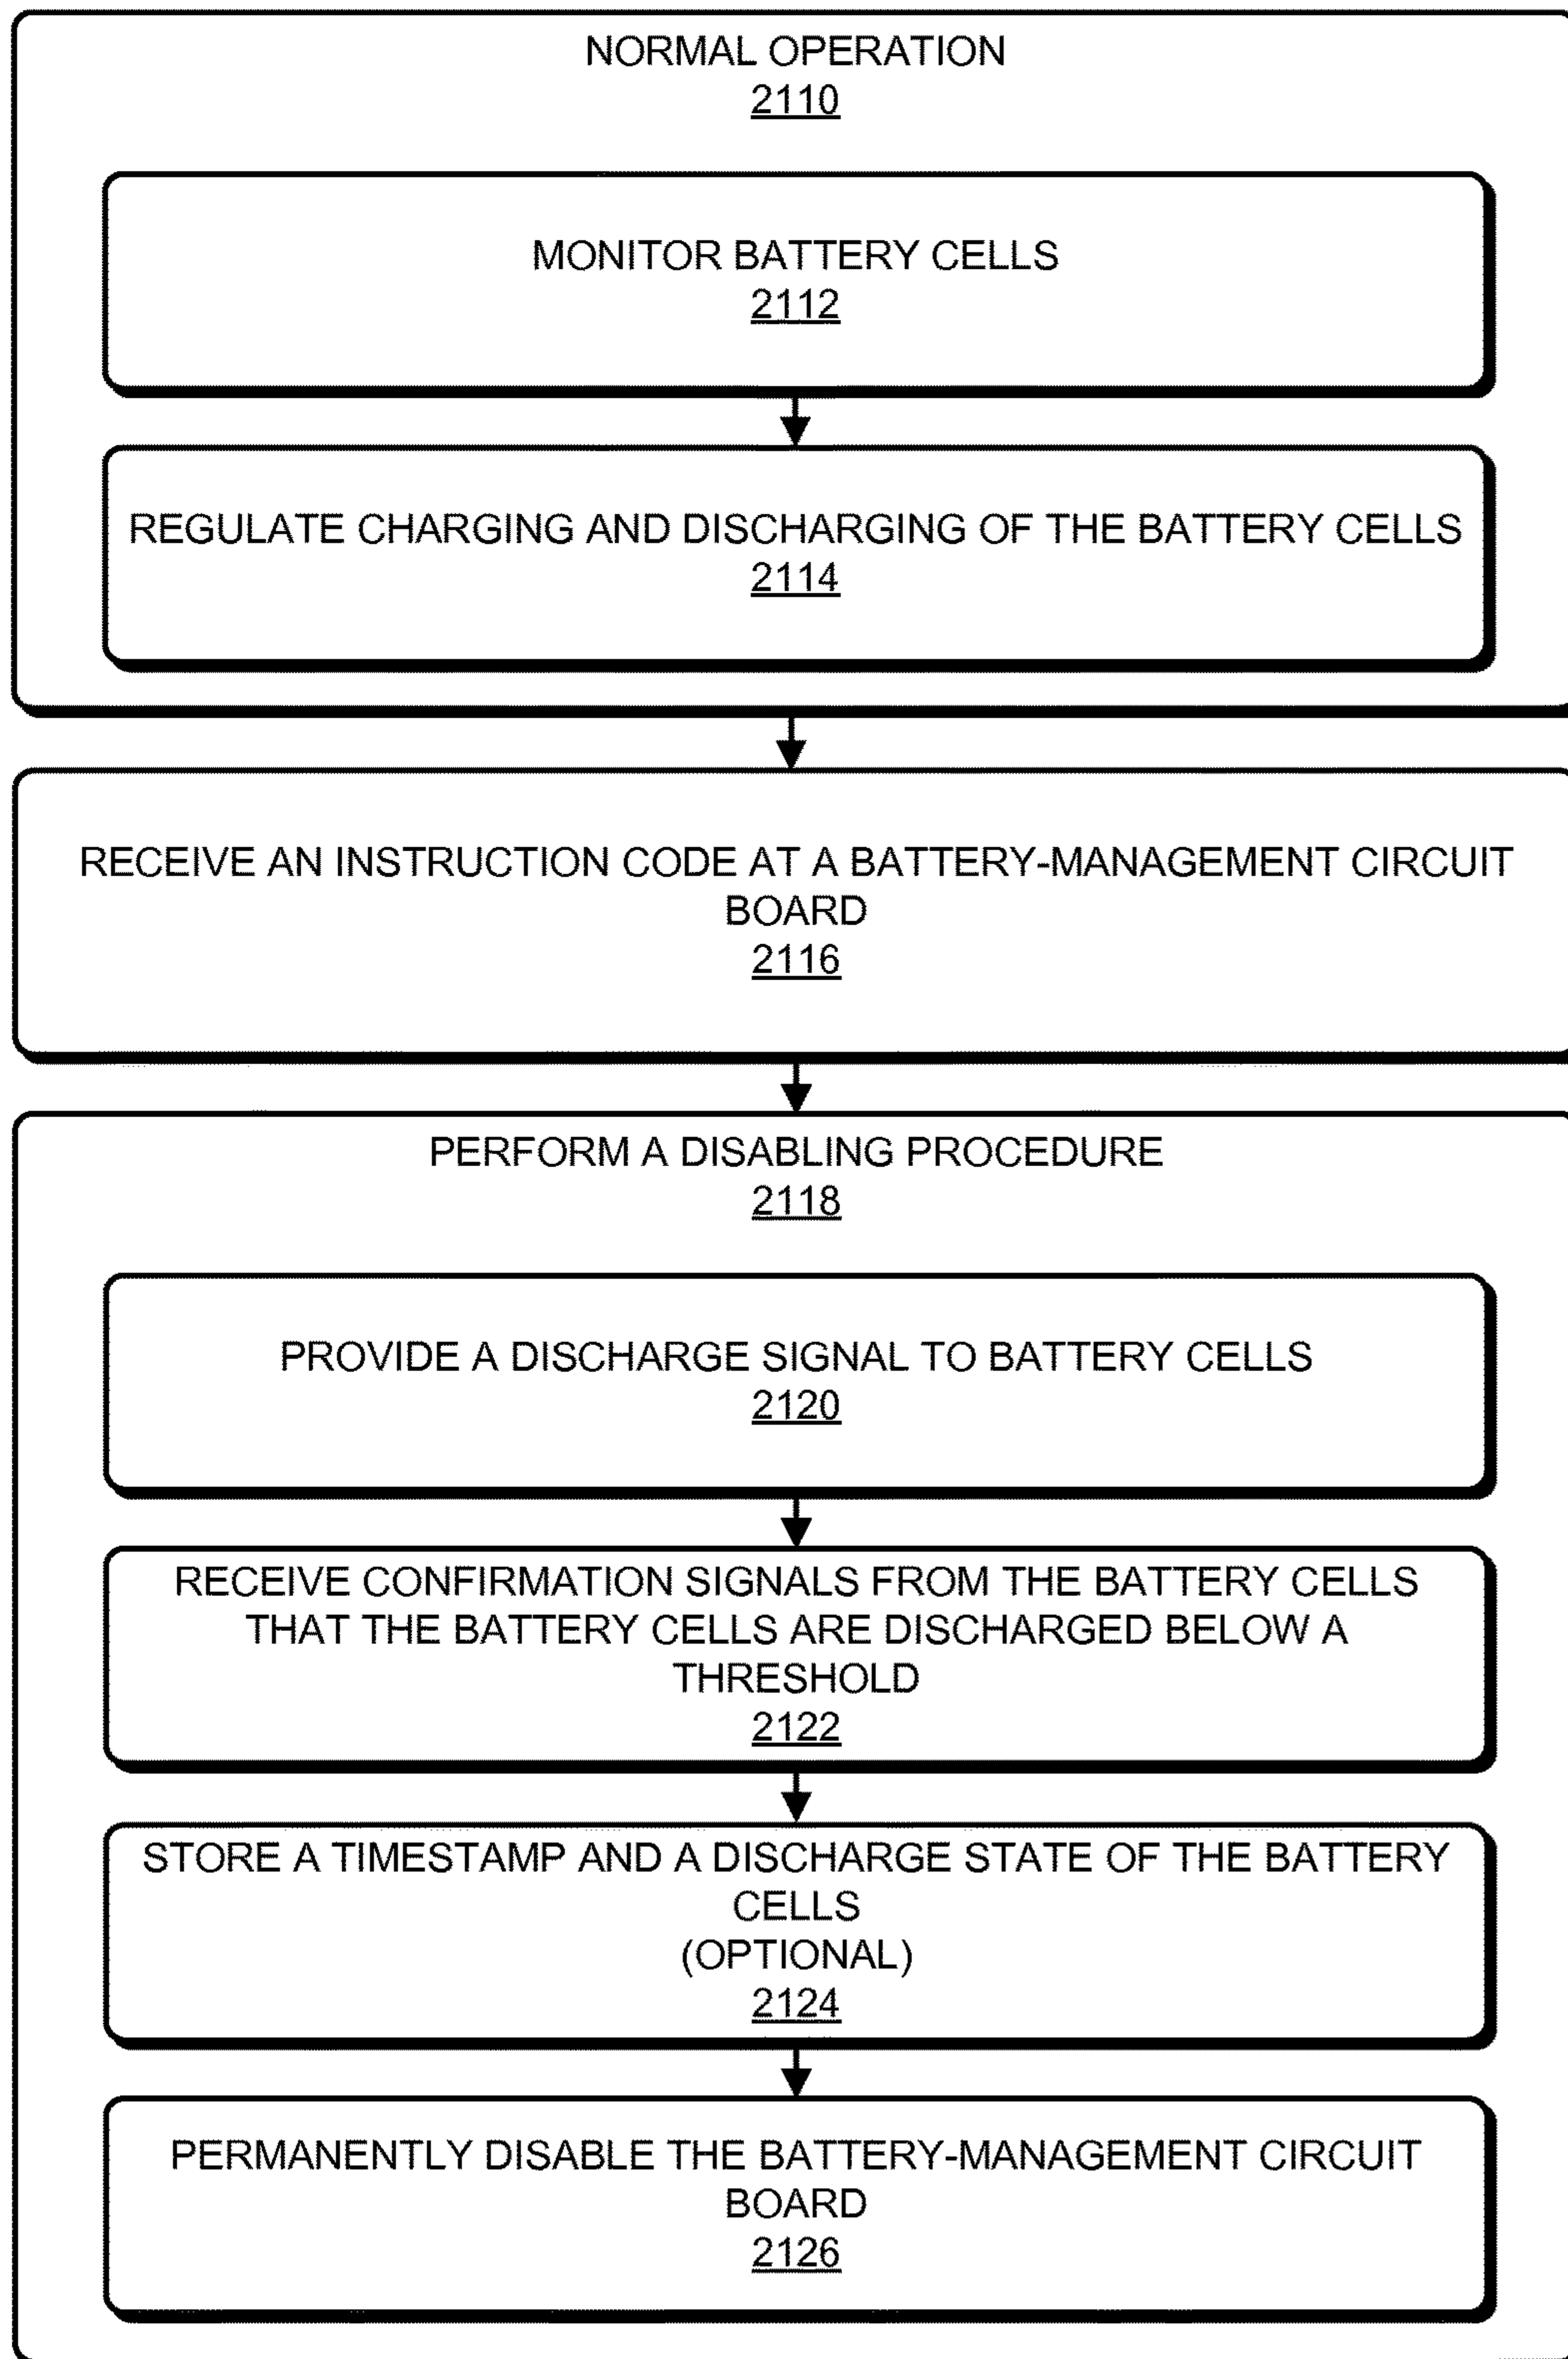 NORMAL OPERATION
2110
MONITOR BATTERY CELLS
2112
REGULATE CHARGING AND DISCHARGING OF THE BATTERY CELLS
2114
RECEIVE AN INSTRUCTION CODE AT A BATTERY-MANAGEMENT CIRCUIT
BOARD
2116
PERFORM A DISABLING PROCEDURE
2118
PROVIDE A DISCHARGE SIGNAL TO BATTERY CELLS
2120
RECEIVE CONFIRMATION SIGNALS FROM THE BATTERY CELLS
THAT THE BATTERY CELLS ARE DISCHARGED BELOW A
THRESHOLD
2122
STORE A TIMESTAMP AND A DISCHARGE STATE OF THE BATTERY
CELLS
(OPTIONAL)
2124
PERMANENTLY DISABLE THE BATTERY-MANAGEMENT CIRCUIT
BOARD
2126